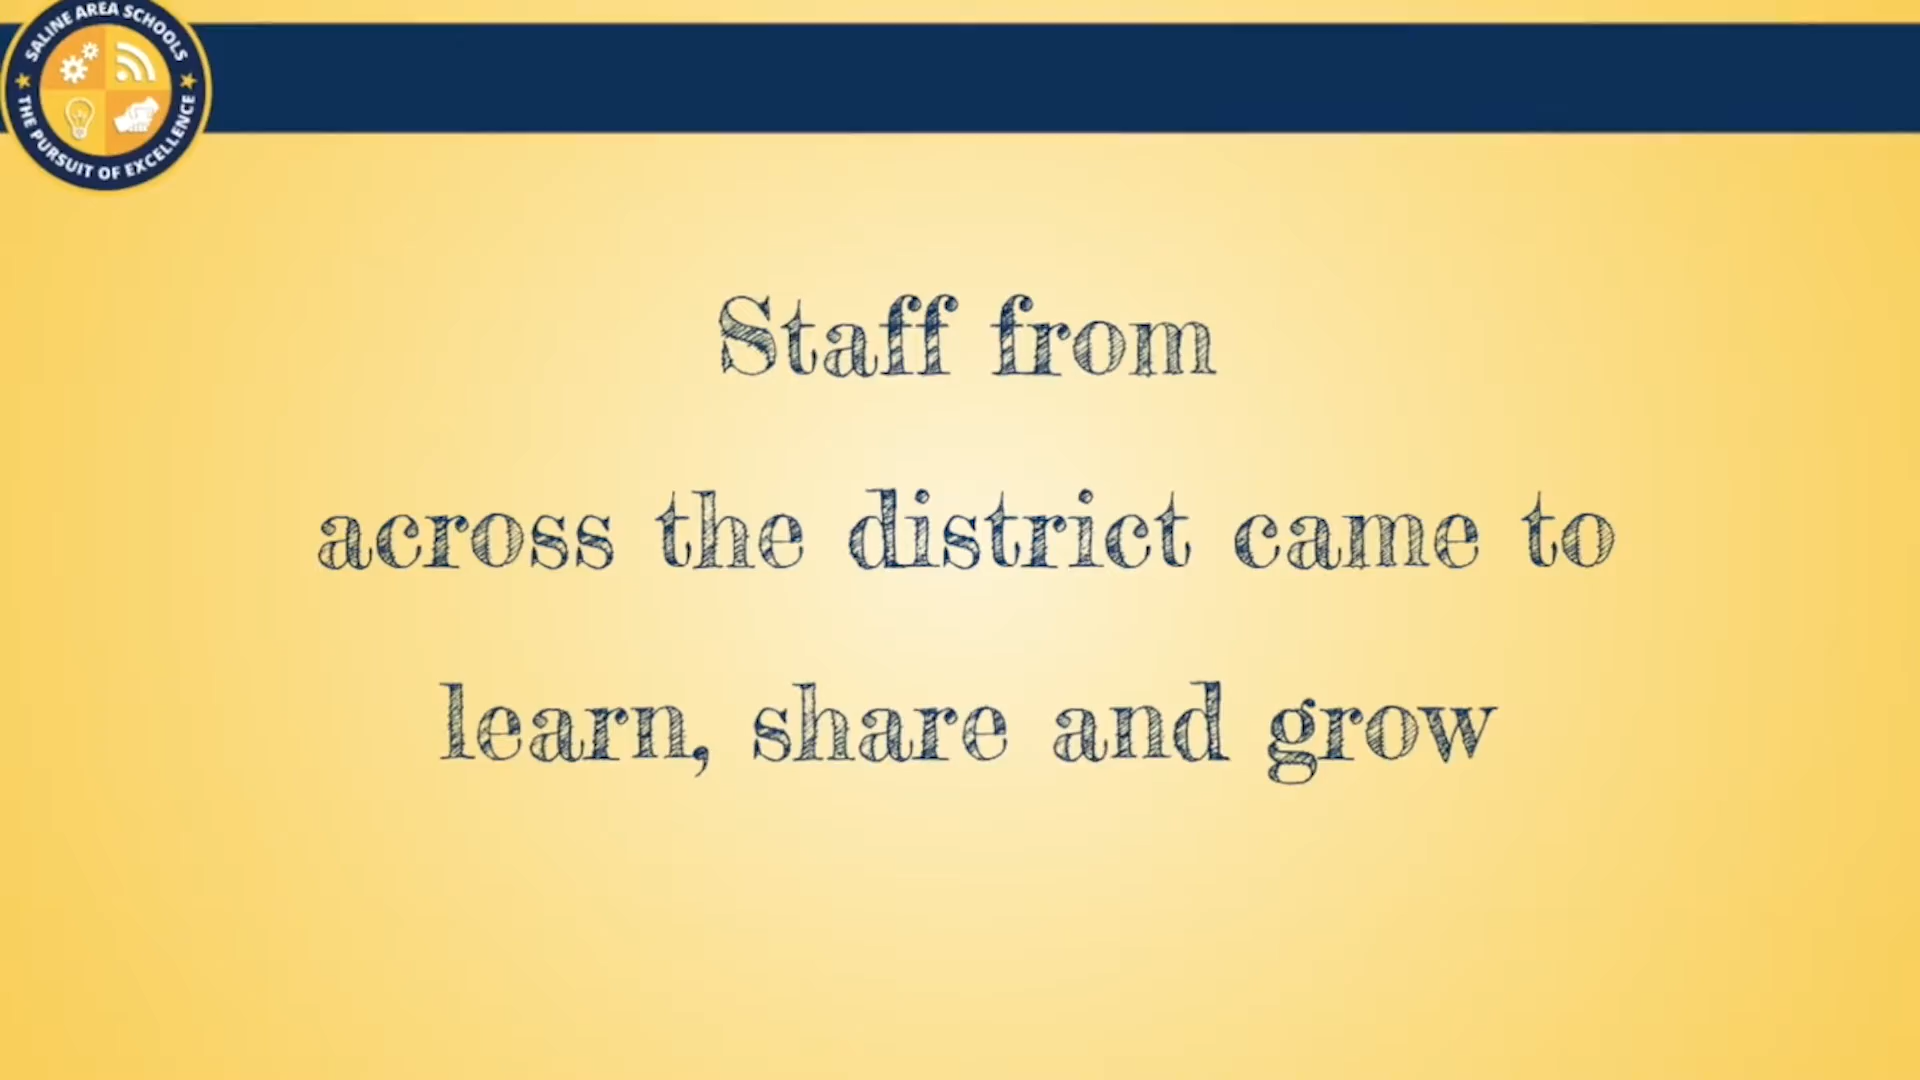 SALINE AREA SCHOOLS
THE PURSUIT OF EXCELLENCE
Staff from
across the district came to
learn, share and grow